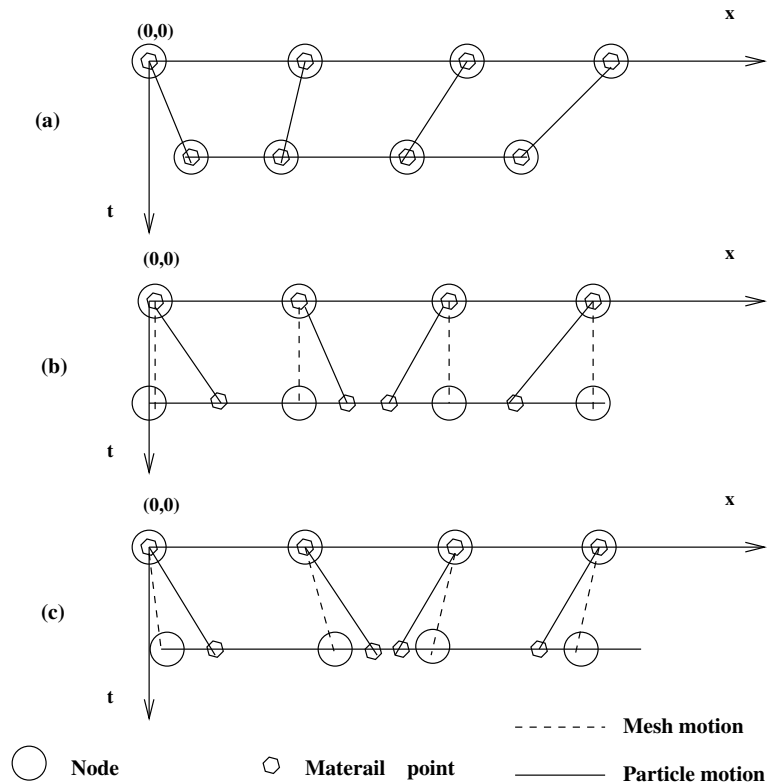 x
(0,0)
(a)
t
x
(0,0)
(b)
t
x
(0,0)
(c)
t
Mesh motion
Node
Materail point
Particle motion